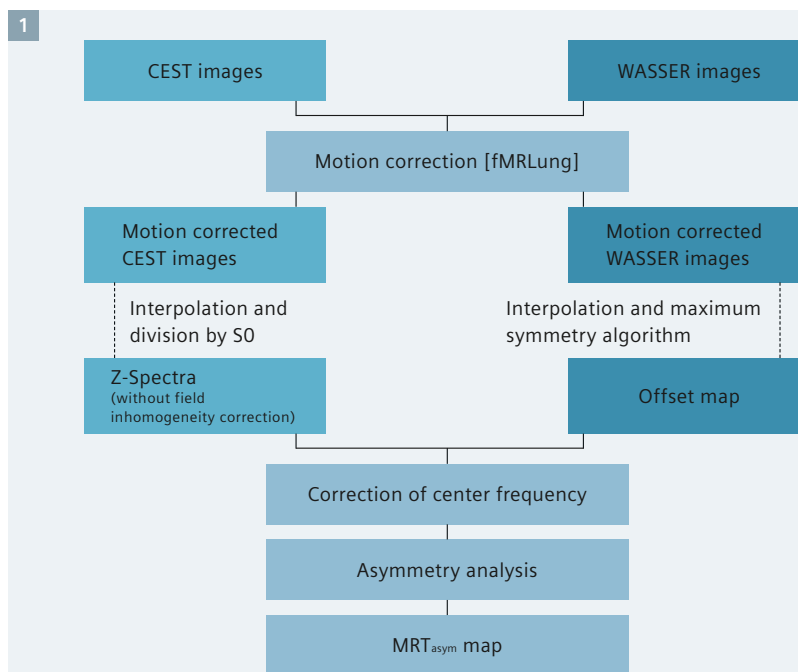 1
CEST images
WASSER images
Motion correction [fMRLung]
Motion corrected
CEST images
Motion corrected
WASSER images
Interpolation and
division by S0
Interpolation and maximum
symmetry algorithm
Z-Spectra
(without field
inhomogeneity correction)
Offset map
Correction of center frequency
Asymmetry analysis
MRTasym map